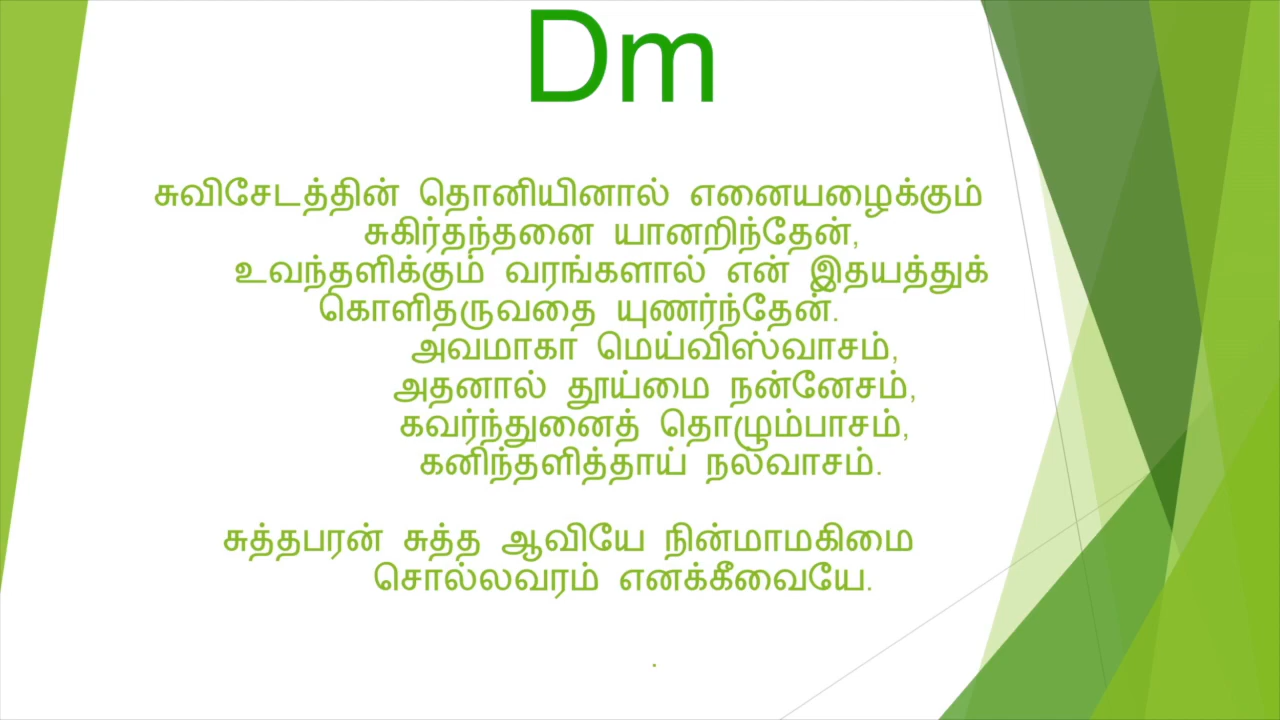 Dm
சுவிசேடத்தின் தொனியினால் எனையழைக்கும்
சுகிர்தந்தனை யானறிந்தேன்,
உவந்தளிக்கும் வரங்களால் என் இதயத்துக்
கொளிதருவதை யுணர்ந்தேன்.
அவமாகா மெய்விஸ்வாசம்,
அதனால் தூய்மை நன்னேசம்,
கவர்ந்துனைத் தொழும்பாசம்,
கனிந்தளித்தாய் நல்வாசம்.
சுத்தபரன் சுத்த ஆவியே நின்மாமகிமை
சொல்லவரம் எனக்கீவையே.
.